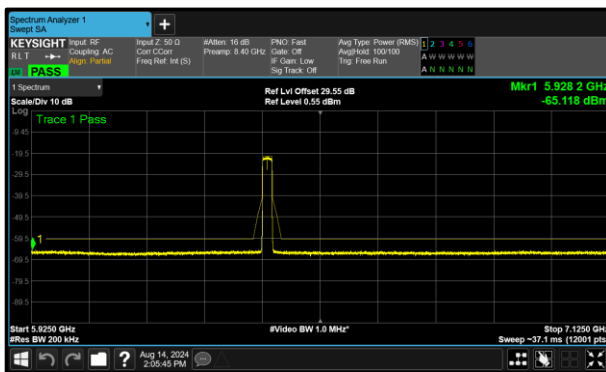 Spectrum Analyzer 1
Swept SA
+
KEYSIGHT Input: RF Input Z: 50 Ω #Atten: 16 dB PNO: Fast Avg Type: Power (RMS) 1 2 3 4 5 6
RLT Coupling: AC Corr CCorr Preamp: 8.40 GHz Gate: Off Avg|Hold: 100/100 A W W W W W
Align: Partial Freq Ref: Int (S) IF Gain: Low Trig: Free Run
PASS Sig Track: Off A N N N N N
1 Spectrum Ref Lvl Offset 29.55 dB Mkr1 5.928 2 GHz
Scale/Div 10 dB Ref Level 0.55 dBm -65.118 dBm
Log
Trace 1 Pass
-9.45
-19.5
-29.5
-39.5
-49.5
-59.5
1
-69.5
-79.5
-89.5
Start 5.9250 GHz #Video BW 1.0 MHz* Stop 7.1250 GHz
#Res BW 200 kHz Sweep ~37.1 ms (12001 pts)
? Aug 14, 2024
2:05:45 PM